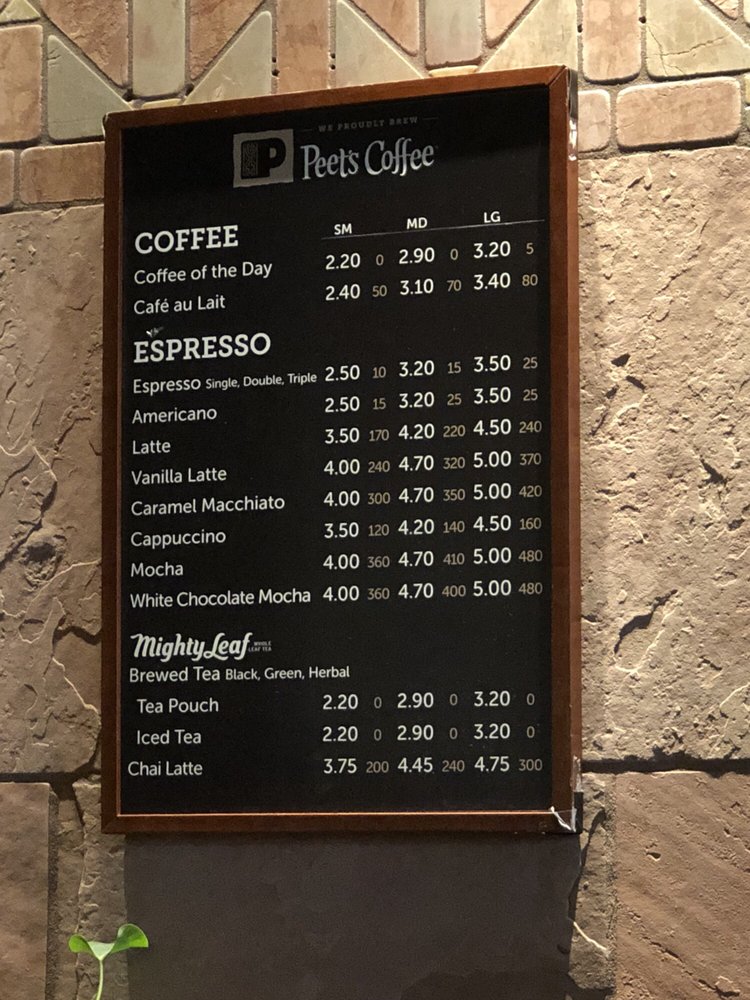 WE PROUDLY BREW
Peet's Coffee
SM MD LG
COFFEE
Coffee of the Day 2.20 0 2.90 0 3.20 5
Café au Lait 2.40 50 3.10 70 3.40 80
ESPRESSO
Espresso Single, Double, Triple 2.50 10 3.20 15 3.50 25
Americano 2.50 15 3.20 25 3.50 25
Latte 3.50 170 4.20 220 4.50 240
Vanilla Latte 4.00 240 4.70 320 5.00 370
Caramel Macchiato 4.00 300 4.70 350 5.00 420
Cappuccino 3.50 120 4.20 140 4.50 160
Mocha 4.00 360 4.70 410 5.00 480
White Chocolate Mocha 4.00 360 4.70 400 5.00 480
Mighty Leaf WHOLE LEAF TEA
Brewed Tea Black, Green, Herbal
Tea Pouch 2.20 0 2.90 0 3.20 0
Iced Tea 2.20 0 2.90 0 3.20 0
Chai Latte 3.75 200 4.45 240 4.75 300